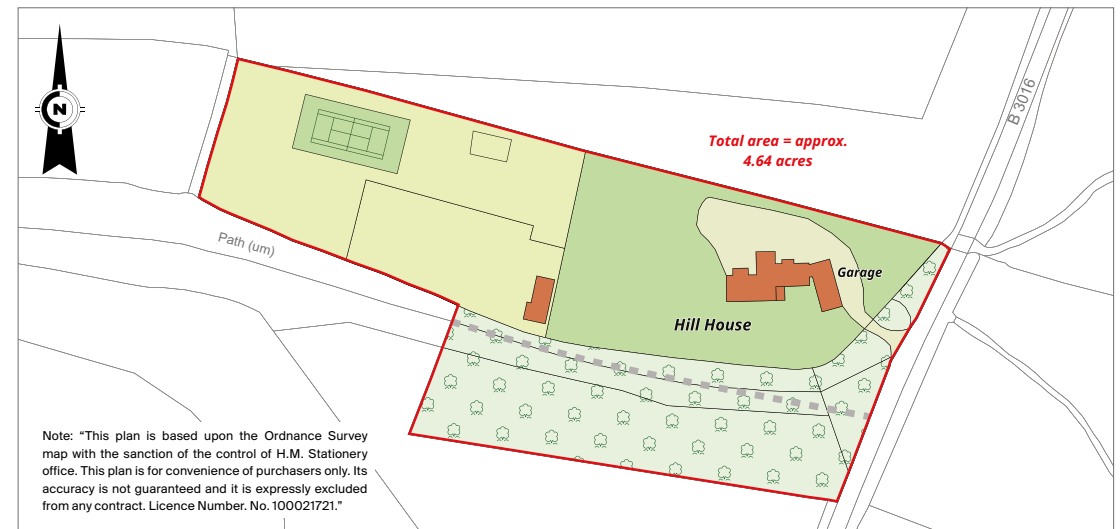 N
B 3016
Total area = approx.
4.64 acres
Path (um)
Garage
Hill House
Note: “This plan is based upon the Ordnance Survey
map with the sanction of the control of H.M. Stationery
office. This plan is for convenience of purchasers only. Its
accuracy is not guaranteed and it is expressly excluded
from any contract. Licence Number. No. 100021721.”